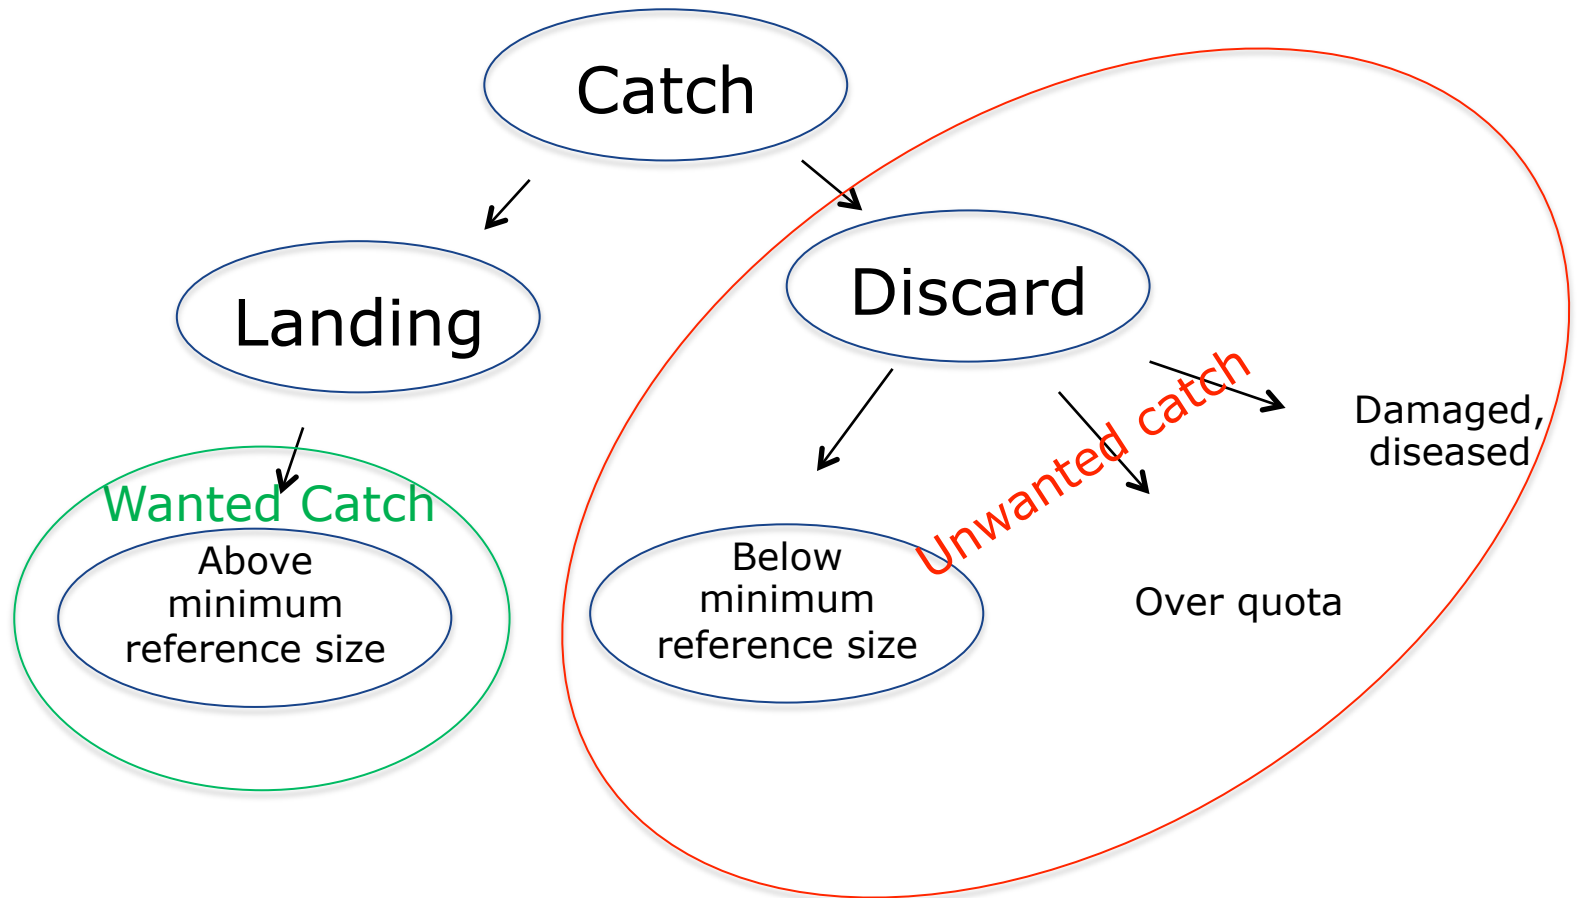 Catch
Landing
Discard
Wanted Catch
Above
minimum
reference size
Unwanted catch
Below
minimum
reference size
Over quota
Damaged,
diseased